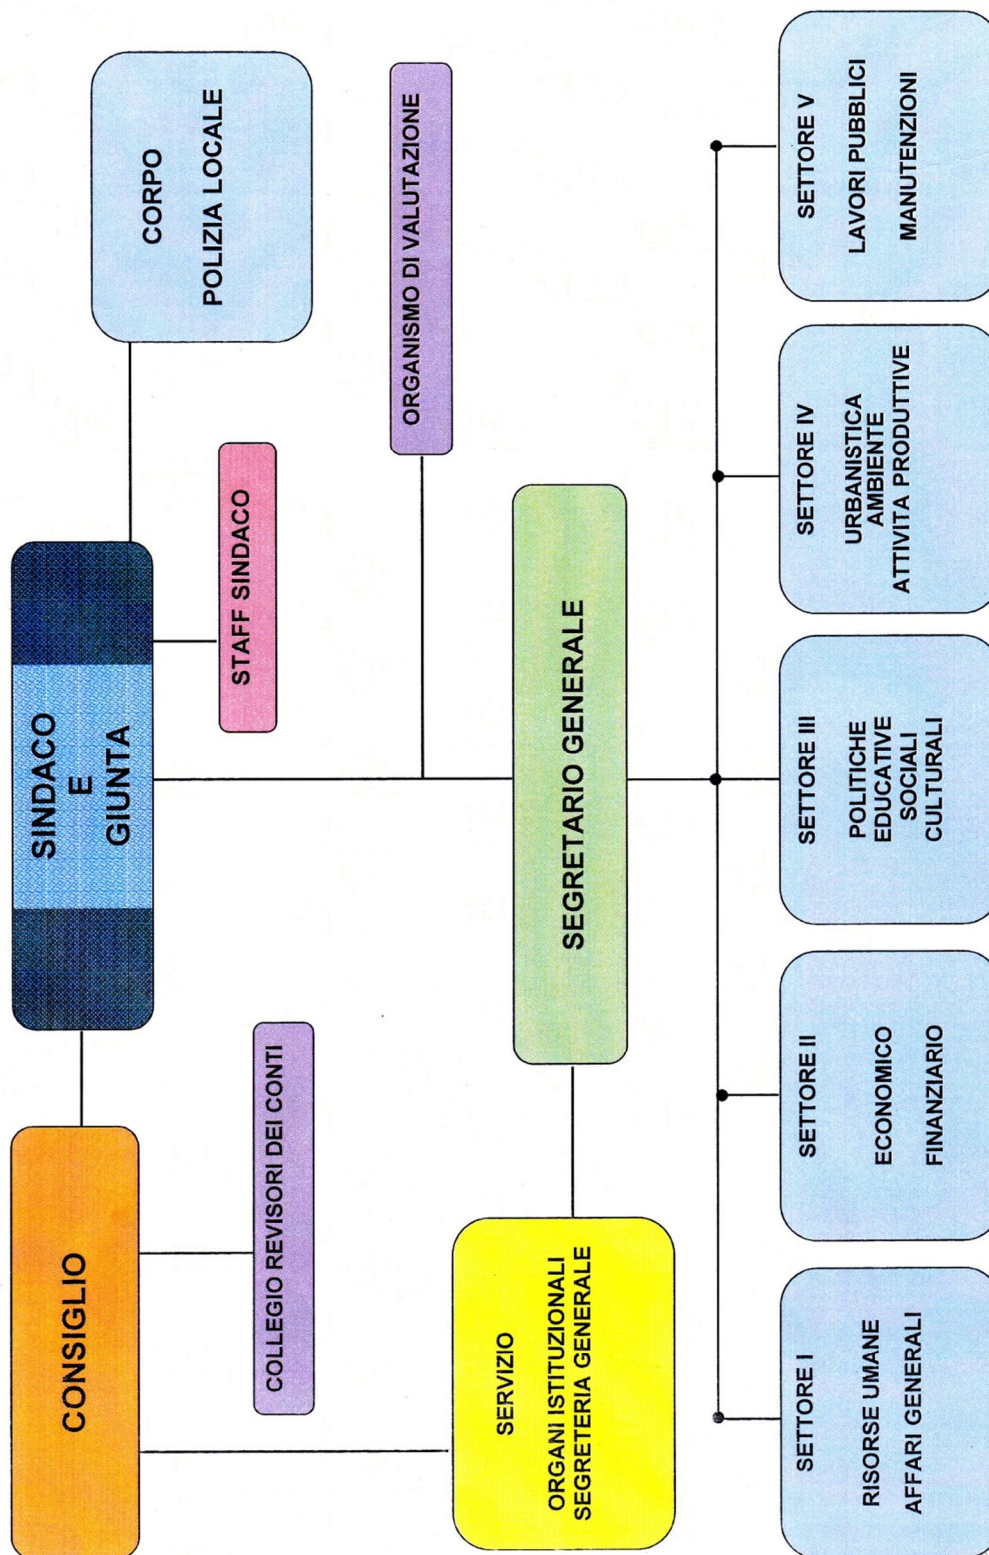 CONSIGLIO
SINDACO
E
GIUNTA
CORPO
POLIZIA LOCALE
STAFF SINDACO
COLLEGIO REVISORI DEI CONTI
ORGANISMO DI VALUTAZIONE
SERVIZIO
ORGANI ISTITUZIONALI
SEGRETERIA GENERALE
SEGRETARIO GENERALE
SETTORE I
RISORSE UMANE
AFFARI GENERALI
SETTORE II
ECONOMICO
FINANZIARIO
SETTORE III
POLITICHE
EDUCATIVE
SOCIALI
CULTURALI
SETTORE IV
URBANISTICA
AMBIENTE
ATTIVITA PRODUTTIVE
SETTORE V
LAVORI PUBBLICI
MANUTENZIONI